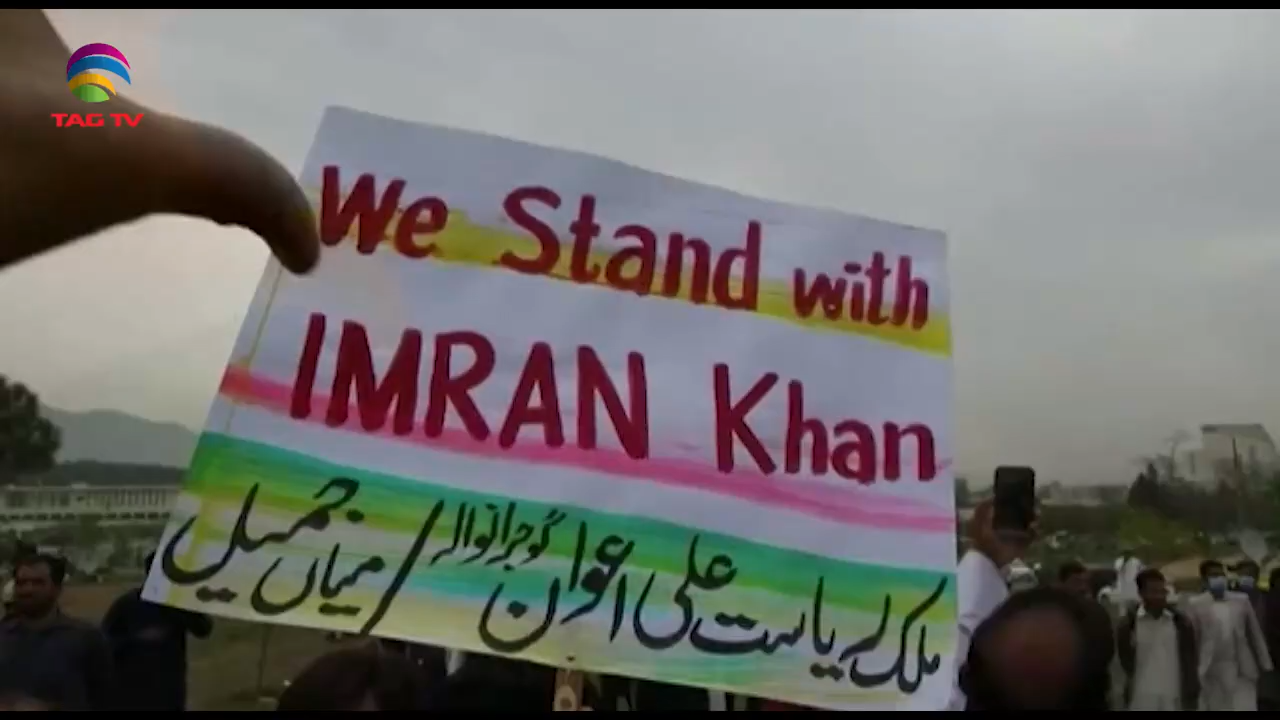 TAG TV
We Stand with
IMRAN Khan
ملک ریاست علی اعوان گوجرانوالہ / میاں جمیل